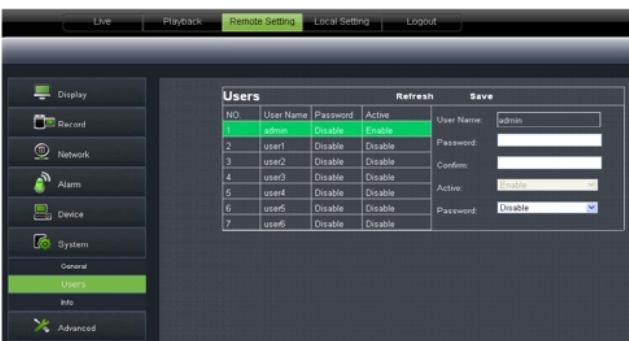 Live Playback Remote Setting Local Setting Logout
Display
Record
Network
Alarm
Device
System
General
Users
Info
Advanced
Users Refresh Save
NO. User Name Password Active
1 admin Disable Enable
2 user1 Disable Disable
3 user2 Disable Disable
4 user3 Disable Disable
5 user4 Disable Disable
6 user5 Disable Disable
7 user6 Disable Disable
User Name: admin
Password:
Confirm:
Active: Enable
Password: Disable